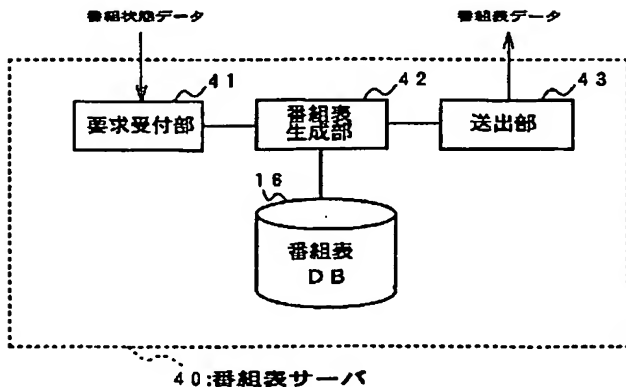 番組状態データ
番組表データ
41
42
43
要求受付部
番組表
生成部
送出部
16
番組表
DB
40:番組表サーバ